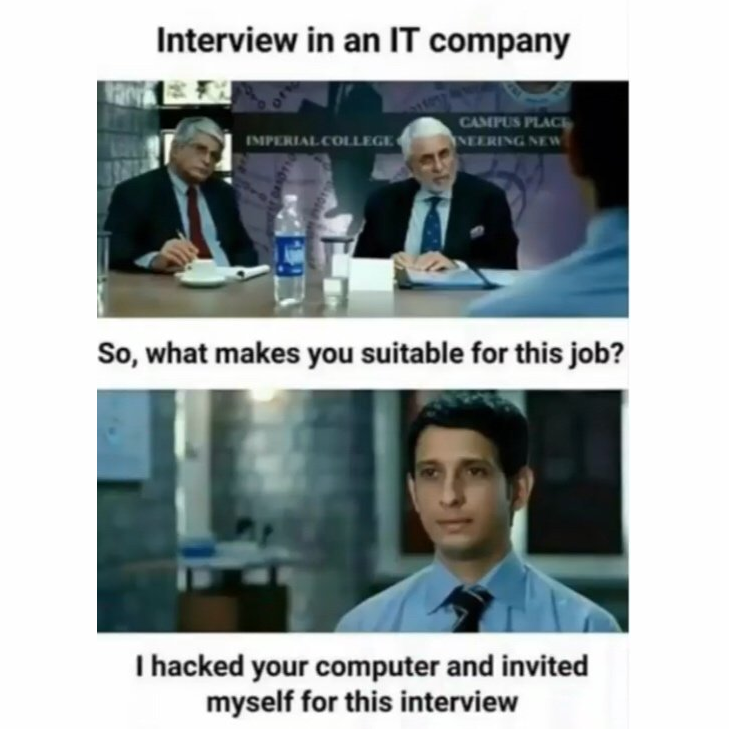 Interview in an IT company
CAMPUS PLACE
IMPERIAL COLLEGE
NEERING NEW
So, what makes you suitable for this job?
I hacked your computer and invited
myself for this interview